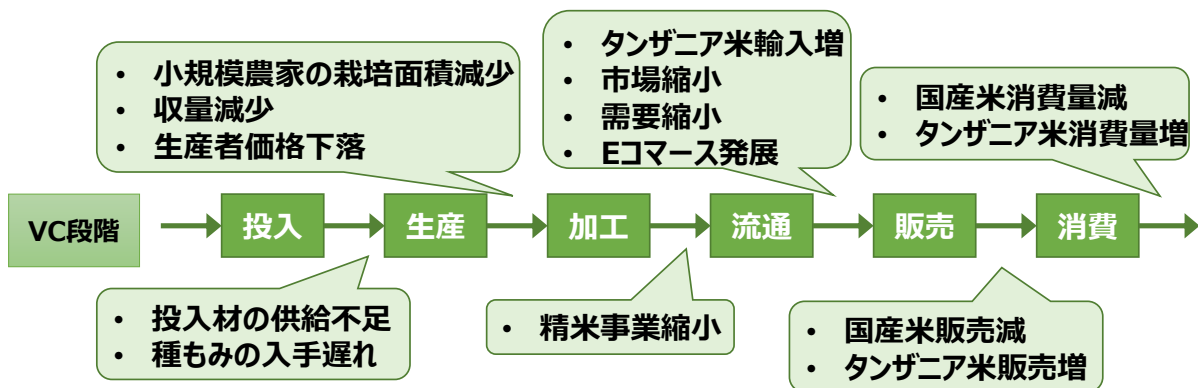 • 小規模農家の栽培面積減少
• 収量減少
• 生産者価格下落
• タンザニア米輸入増
• 市場縮小
• 需要縮小
• Eコマース発展
• 国産米消費量減
• タンザニア米消費量増
VC段階
投入
生産
加工
流通
販売
消費
• 投入材の供給不足
• 種もみの入手遅れ
• 精米事業縮小
• 国産米販売減
• タンザニア米販売増